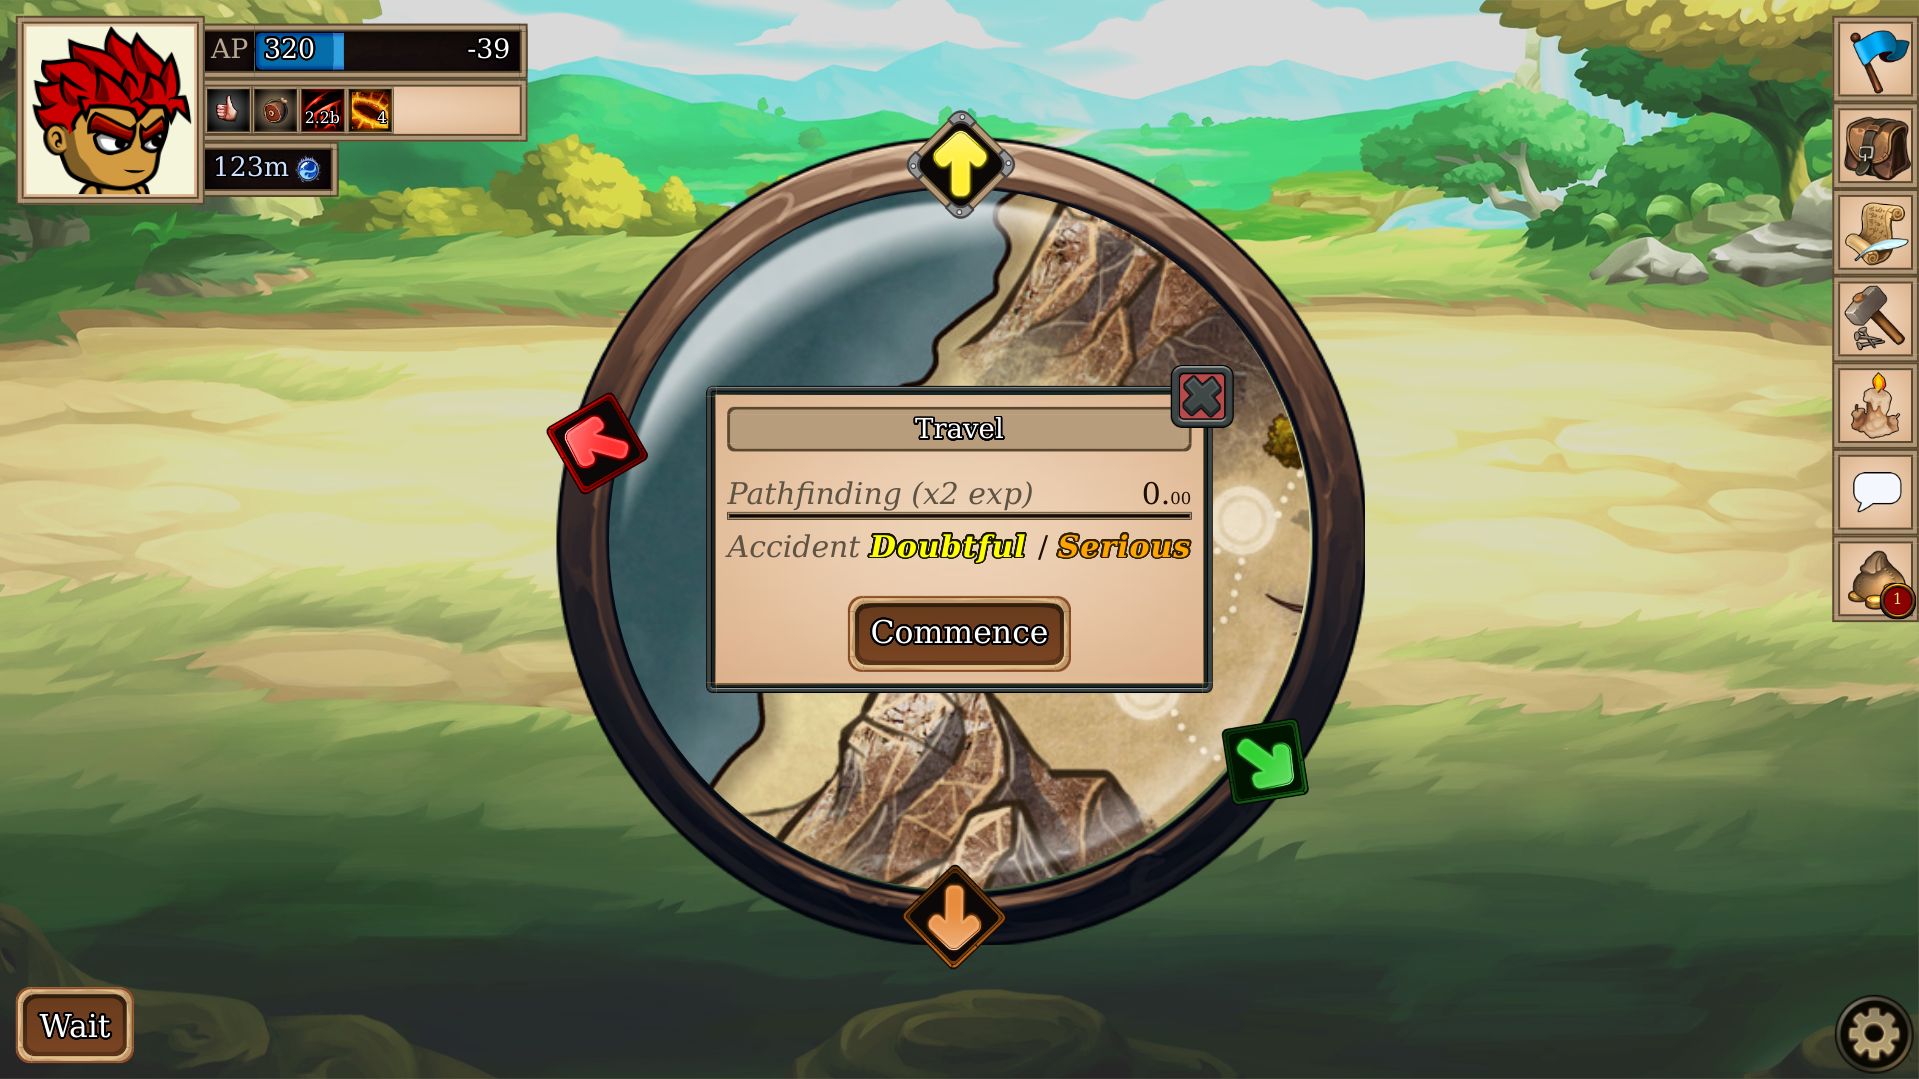 AP 320 -39
2.2b 4
123m
Travel
Pathfinding (x2 exp) 0.00
Accident Doubtful / Serious
Commence
1
Wait